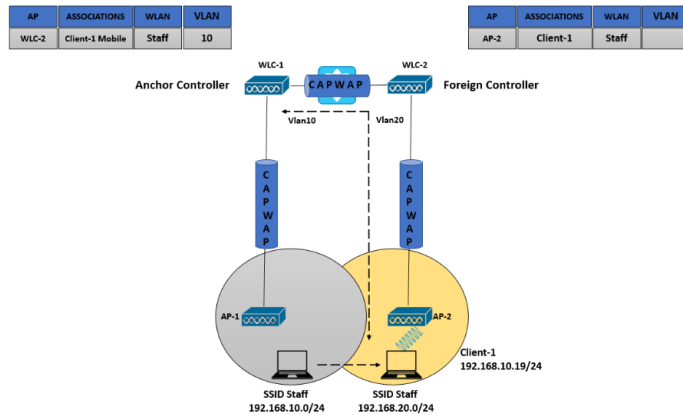 AP ASSOCIATIONS WLAN VLAN
WLC-2 Client-1 Mobile Staff 10
AP ASSOCIATIONS WLAN VLAN
AP-2 Client-1 Staff
WLC-1
WLC-2
Anchor Controller
CAPWAP
Foreign Controller
Vlan10
Vlan20
CAPWAP
CAPWAP
AP-1
AP-2
Client-1
192.168.10.19/24
SSID Staff
192.168.10.0/24
SSID Staff
192.168.20.0/24